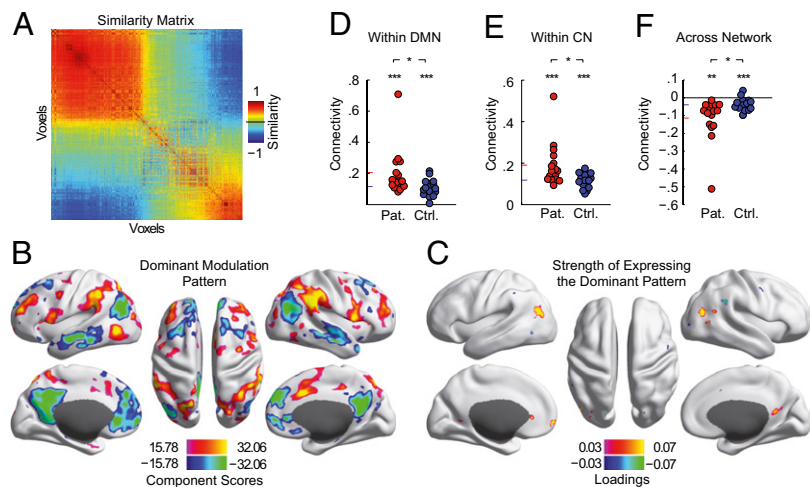 A
Similarity Matrix
Voxels
Voxels
1
−1
Similarity
D
Within DMN
*
*** ***
Connectivity
.6
.4
.2
Pat. Ctrl.
E
Within CN
*
*** ***
Connectivity
.6
.4
.2
0
Pat. Ctrl.
F
Across Network
*
** ***
Connectivity
.1
0
−.1
−.2
−.3
−.4
−.5
−.6
Pat. Ctrl.
B
Dominant Modulation
Pattern
15.78 32.06
−15.78 −32.06
Component Scores
C
Strength of Expressing
the Dominant Pattern
0.03 0.07
−0.03 −0.07
Loadings